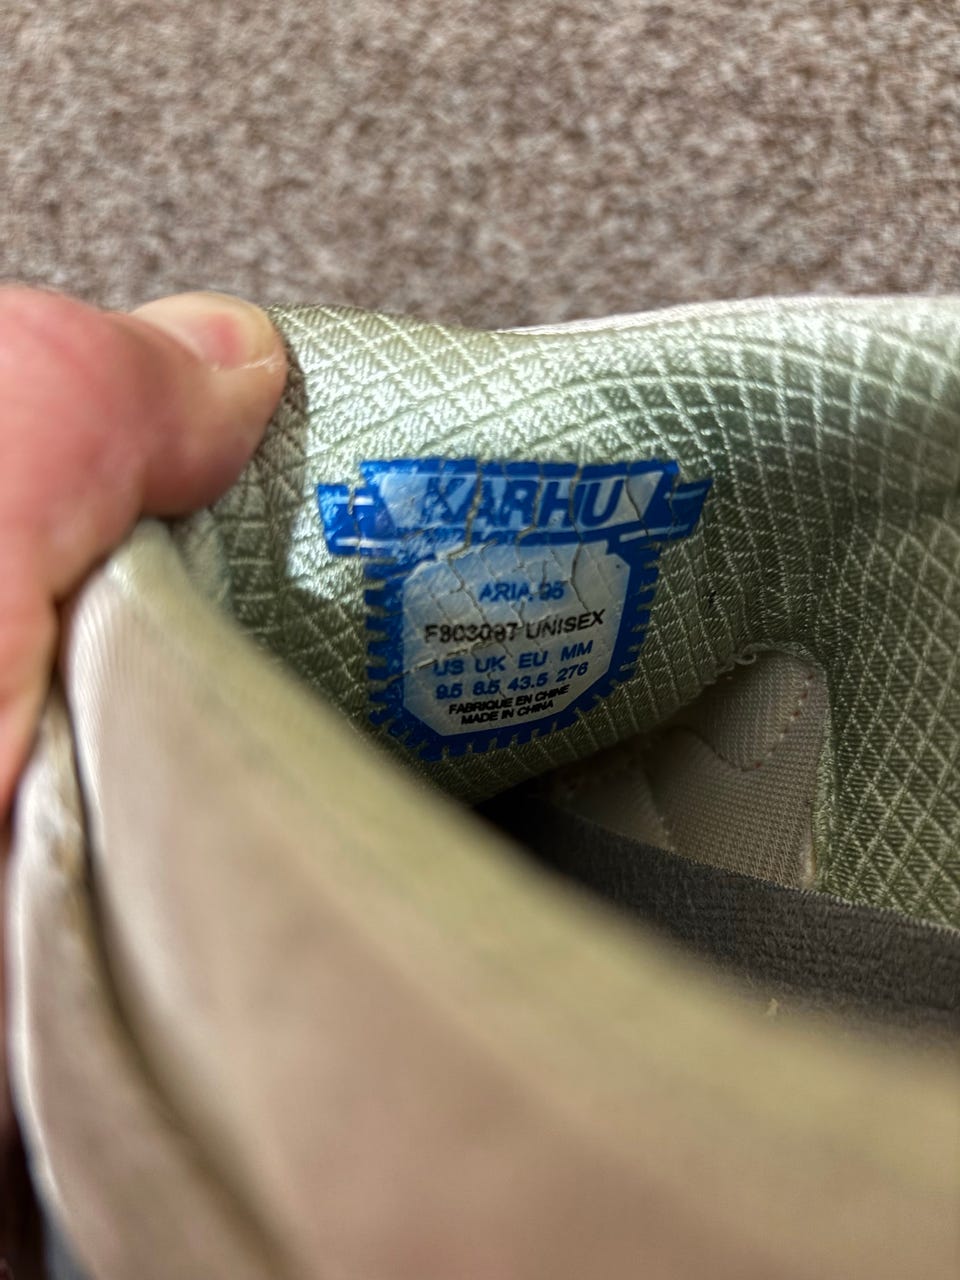 KARHU
ARIA 95
F803097 UNISEX
US UK EU MM
9.5 8.5 43.5 276
FABRIQUE EN CHINE
MADE IN CHINA